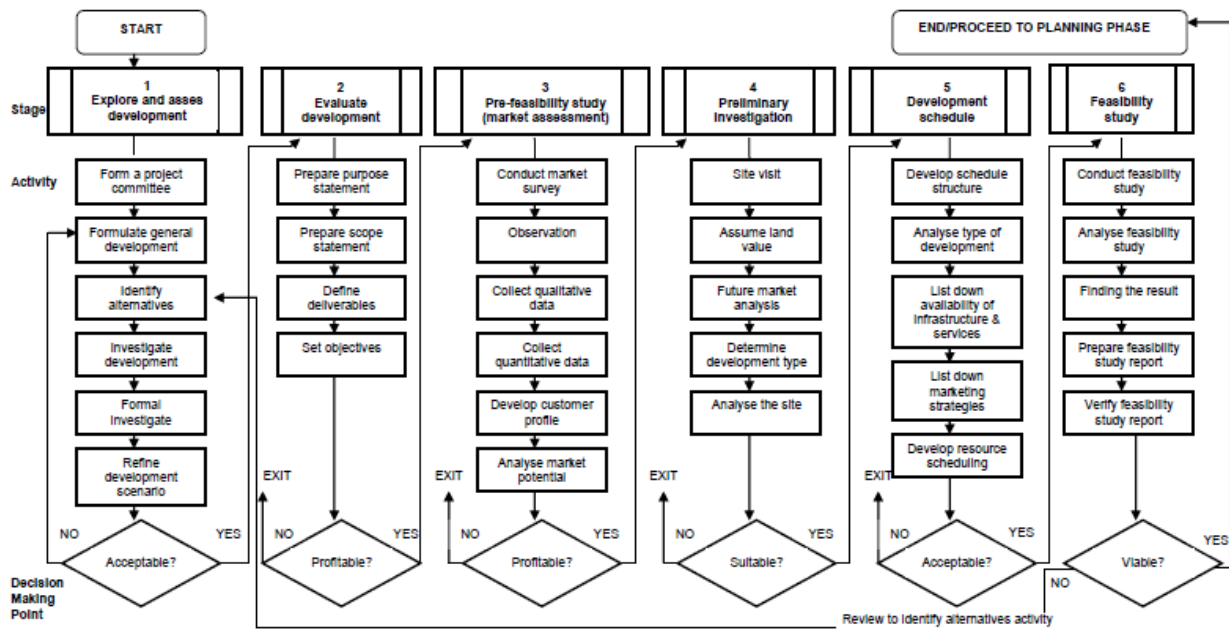 START
END/PROCEED TO PLANNING PHASE
Stage
1
Explore and asses
development
2
Evaluate
development
3
Pre-feasibility study
(market assessment)
4
Preliminary
Investigation
5
Development
schedule
6
Feasibility
study
Activity
Form a project
committee
Formulate general
development
Identify
alternatives
Investigate
development
Formal
Investigate
Refine
development
scenario
NO
YES
Acceptable?
Prepare purpose
statement
Prepare scope
statement
Define
deliverables
Set objectives
EXIT
NO
YES
Profitable?
Conduct market
survey
Observation
Collect qualitative
data
Collect
quantitative data
Develop customer
profile
Analyse market
potential
EXIT
NO
YES
Profitable?
Site visit
Assume land
value
Future market
analysis
Determine
development type
Analyse the site
EXIT
NO
YES
Suitable?
Develop schedule
structure
Analyse type of
development
List down
availability of
Infrastructure &
services
List down
marketing
strategies
Develop resource
scheduling
EXIT
NO
YES
Acceptable?
Conduct feasibility
study
Analyse feasibility
study
Finding the result
Prepare feasibility
study report
Verify feasibility
study report
YES
Viable?
NO
Decision
Making
Point
Review to Identify alternatives activity